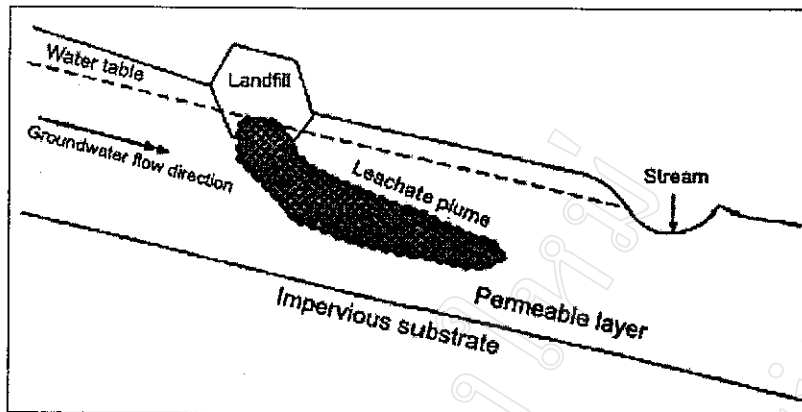 Water table
Landfill
Groundwater flow direction
Leachate plume
Stream
Permeable layer
Impervious substrate